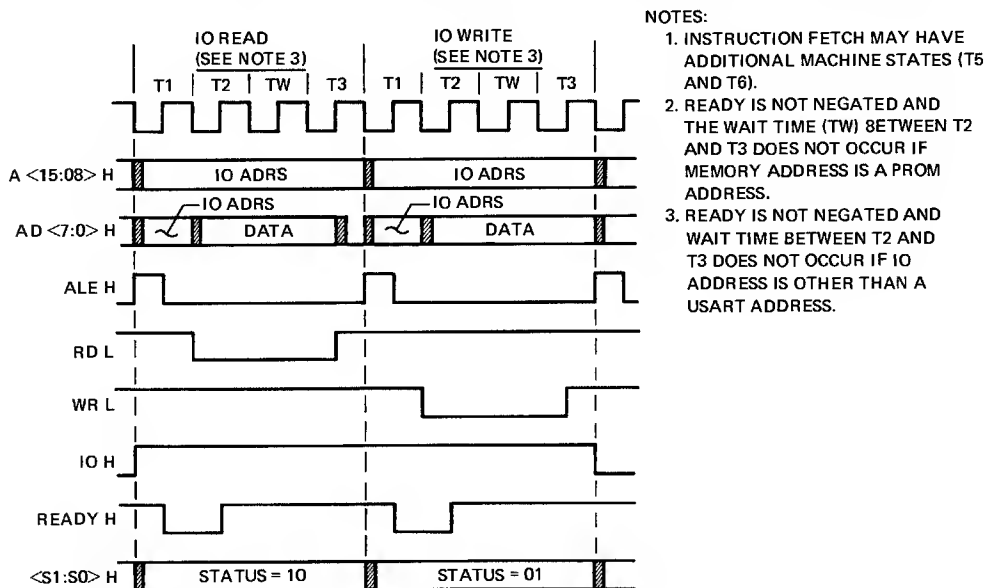 IO READ
(SEE NOTE 3)
IO WRITE
(SEE NOTE 3)
T1 T2 TW T3 T1 T2 TW T3
A <15:08> H
IO ADRS
IO ADRS
IO ADRS
IO ADRS
AD <7:0> H
DATA
DATA
ALE H
RD L
WR L
IO H
READY H
<S1:S0> H
STATUS = 10
STATUS = 01
NOTES:
1. INSTRUCTION FETCH MAY HAVE
ADDITIONAL MACHINE STATES (T5
AND T6).
2. READY IS NOT NEGATED AND
THE WAIT TIME (TW) 8ETWEEN T2
AND T3 DOES NOT OCCUR IF
MEMORY ADDRESS IS A PROM
ADDRESS.
3. READY IS NOT NEGATED AND
WAIT TIME BETWEEN T2 AND
T3 DOES NOT OCCUR IF IO
ADDRESS IS OTHER THAN A
USART ADDRESS.